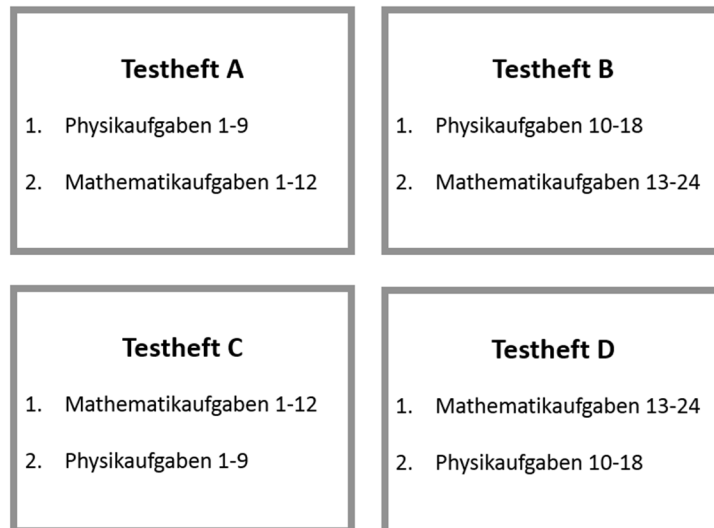 Testheft A
1. Physikaufgaben 1-9
2. Mathematikaufgaben 1-12
Testheft B
1. Physikaufgaben 10-18
2. Mathematikaufgaben 13-24
Testheft C
1. Mathematikaufgaben 1-12
2. Physikaufgaben 1-9
Testheft D
1. Mathematikaufgaben 13-24
2. Physikaufgaben 10-18